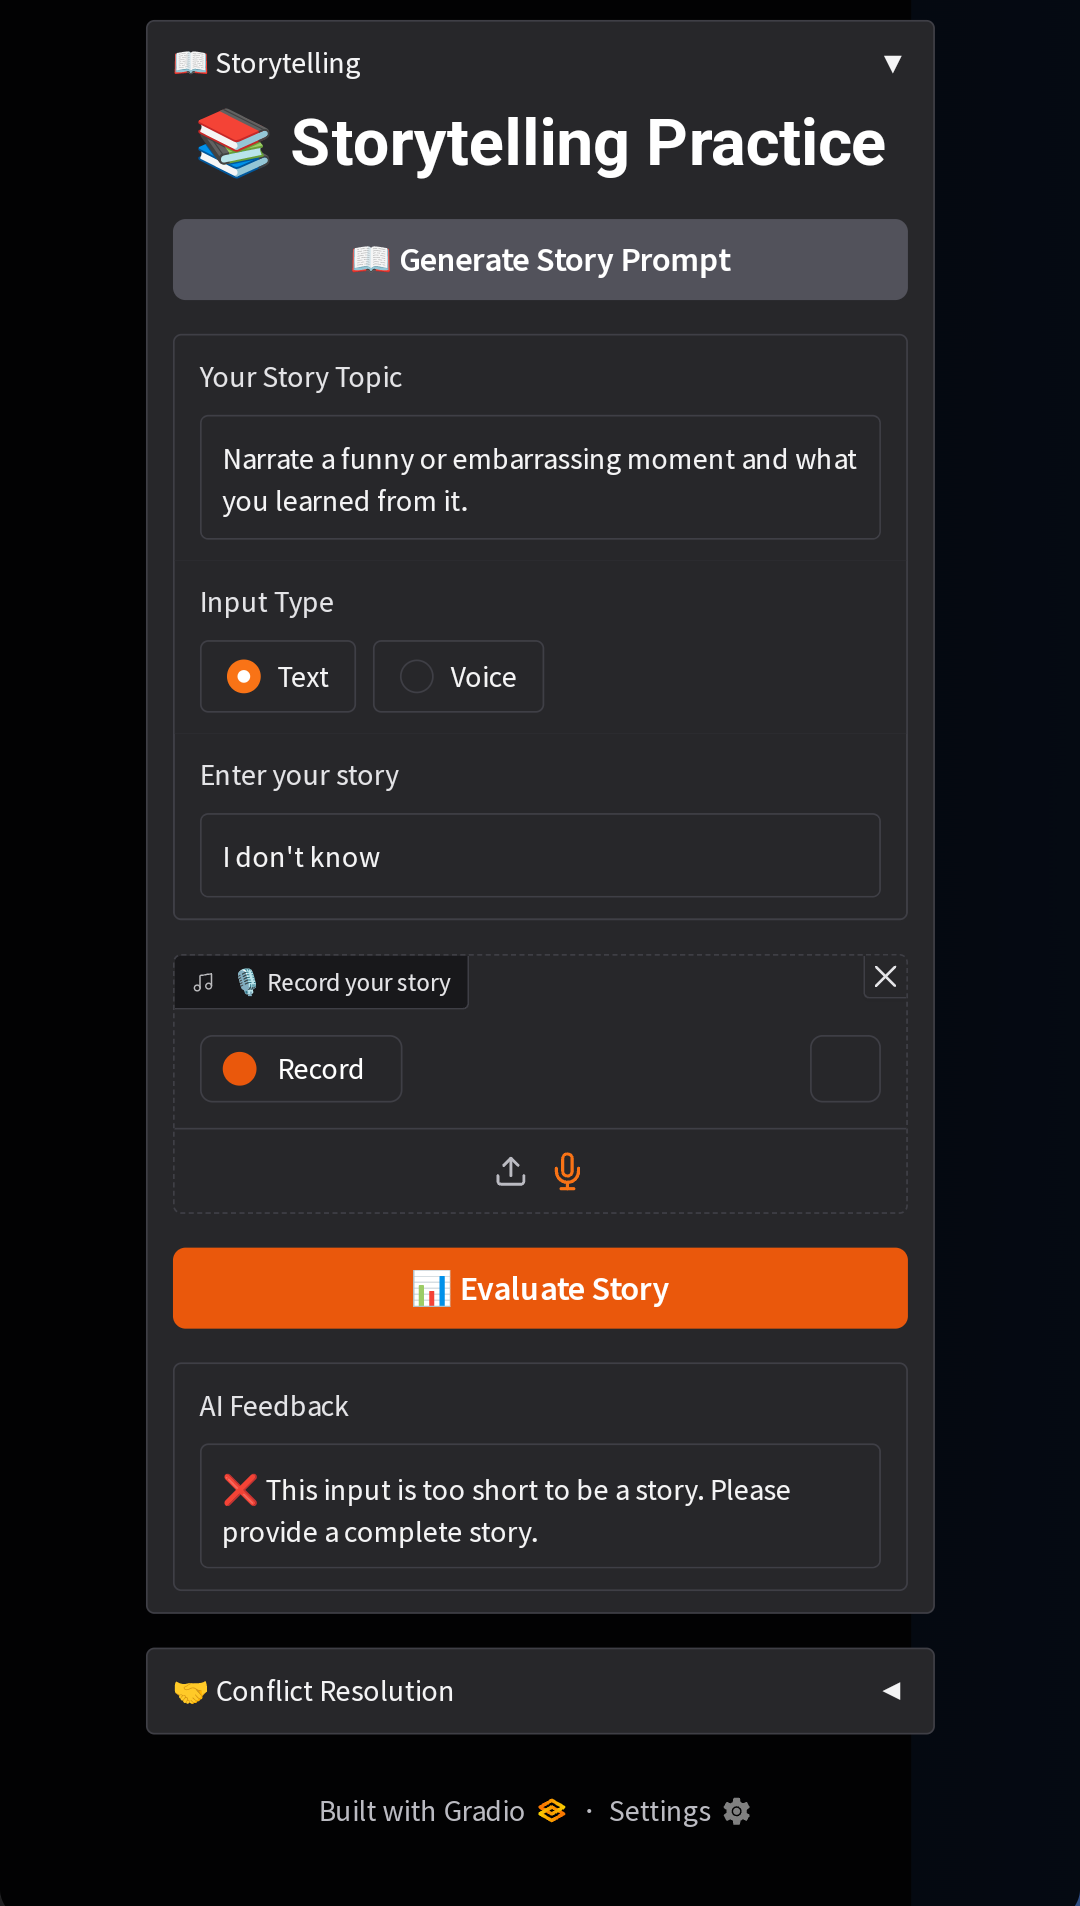 📖 Storytelling ▼
📚 Storytelling Practice
📖 Generate Story Prompt
Your Story Topic
Narrate a funny or embarrassing moment and what
you learned from it.
Input Type
Text Voice
Enter your story
I don't know
🎙️ Record your story
Record
📊 Evaluate Story
AI Feedback
❌ This input is too short to be a story. Please
provide a complete story.
🤝 Conflict Resolution ◀
Built with Gradio · Settings